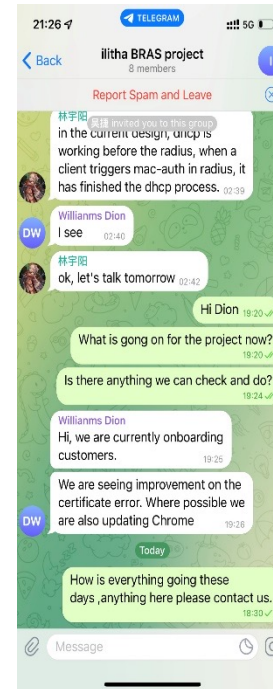 21:26
TELEGRAM
5G
Back
ilitha BRAS project
8 members
Report Spam and Leave
林宇阳
invited you to this group
in the current design, dhcp is
working before the radius, when a
client triggers mac-auth in radius, it
has finished the dhcp process. 02:39
Willianms Dion
I see 02:40
DW
林宇阳
ok, let's talk tomorrow 02:42
Hi Dion 19:20
What is gong on for the project now?
19:20
Is there anything we can check and do?
19:24
Willianms Dion
Hi, we are currently onboarding
customers. 19:26
We are seeing improvement on the
certificate error. Where possible we
are also updating Chrome 19:26
DW
Today
How is everything going these
days ,anything here please contact us.
18:30
Message